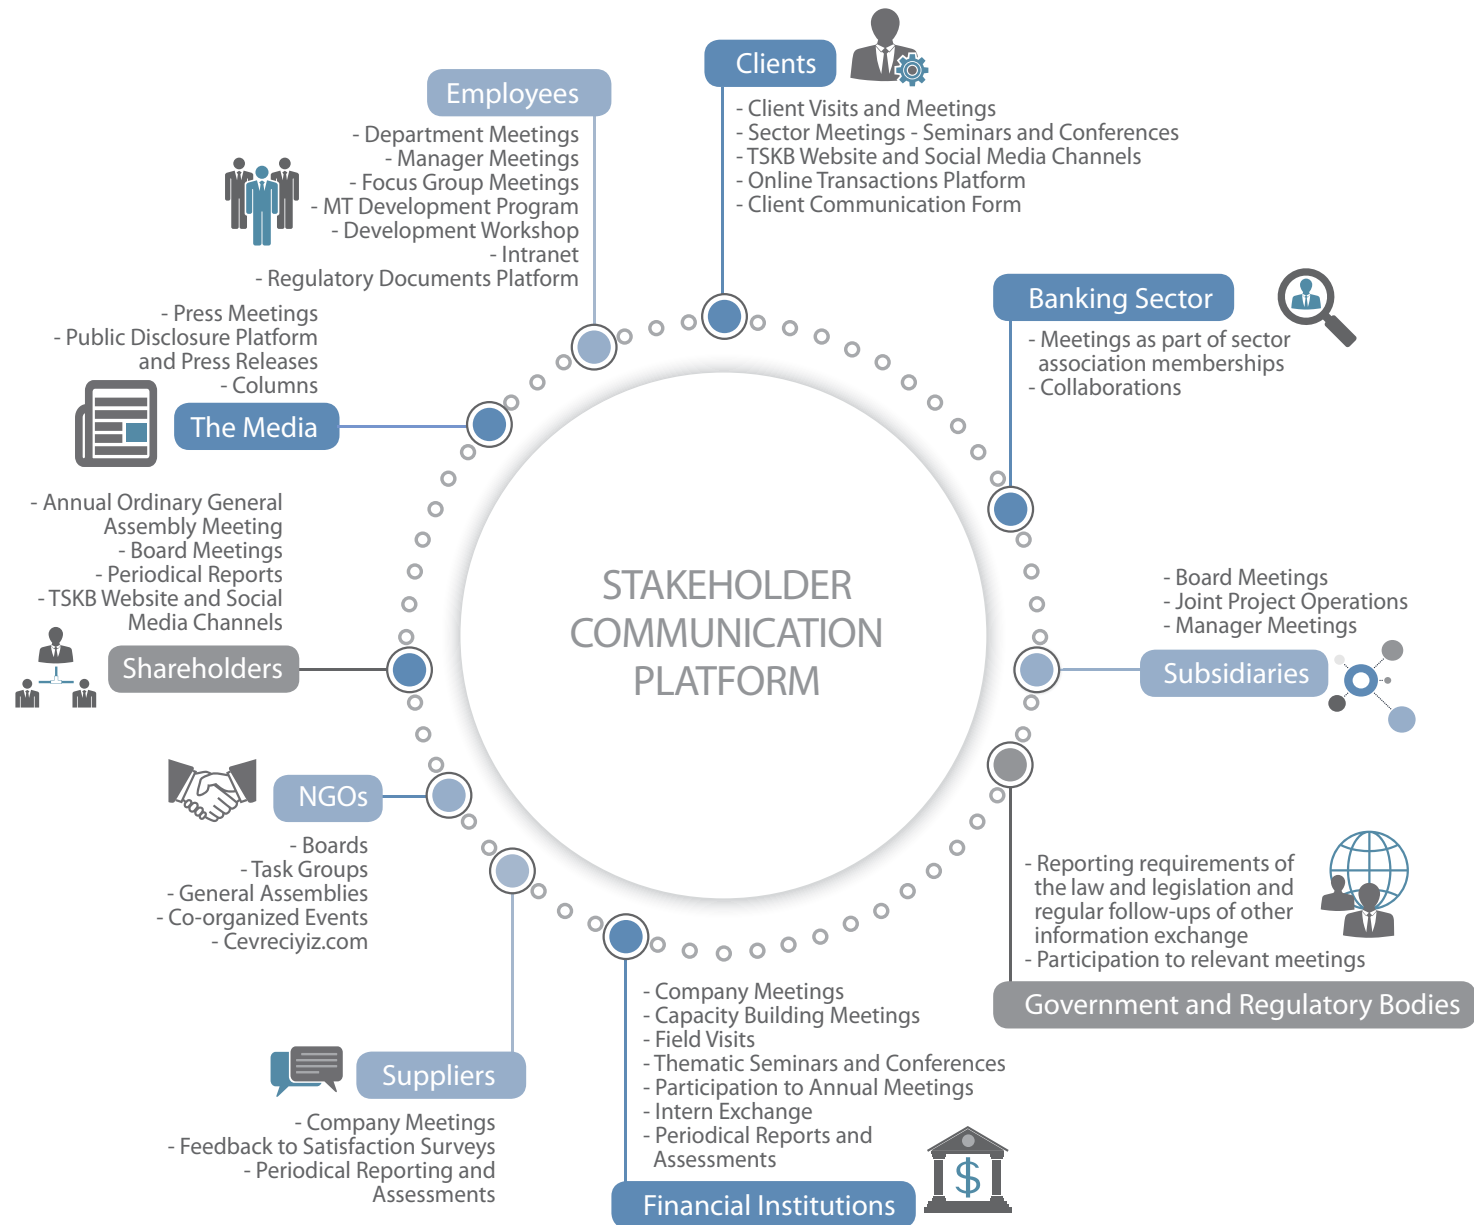 Clients
- Client Visits and Meetings
- Sector Meetings - Seminars and Conferences
- TSKB Website and Social Media Channels
- Online Transactions Platform
- Client Communication Form
Employees
- Department Meetings
- Manager Meetings
- Focus Group Meetings
- MT Development Program
- Development Workshop
- Intranet
- Regulatory Documents Platform
Banking Sector
- Meetings as part of sector
association memberships
- Collaborations
- Press Meetings
- Public Disclosure Platform
and Press Releases
- Columns
The Media
- Annual Ordinary General
Assembly Meeting
- Board Meetings
- Periodical Reports
- TSKB Website and Social
Media Channels
Shareholders
STAKEHOLDER
COMMUNICATION
PLATFORM
- Board Meetings
- Joint Project Operations
- Manager Meetings
Subsidiaries
NGOs
- Boards
- Task Groups
- General Assemblies
- Co-organized Events
- Cevreciyiz.com
- Reporting requirements of
the law and legislation and
regular follow-ups of other
information exchange
- Participation to relevant meetings
Government and Regulatory Bodies
Suppliers
- Company Meetings
- Feedback to Satisfaction Surveys
- Periodical Reporting and
Assessments
- Company Meetings
- Capacity Building Meetings
- Field Visits
- Thematic Seminars and Conferences
- Participation to Annual Meetings
- Intern Exchange
- Periodical Reports and
Assessments
$
Financial Institutions